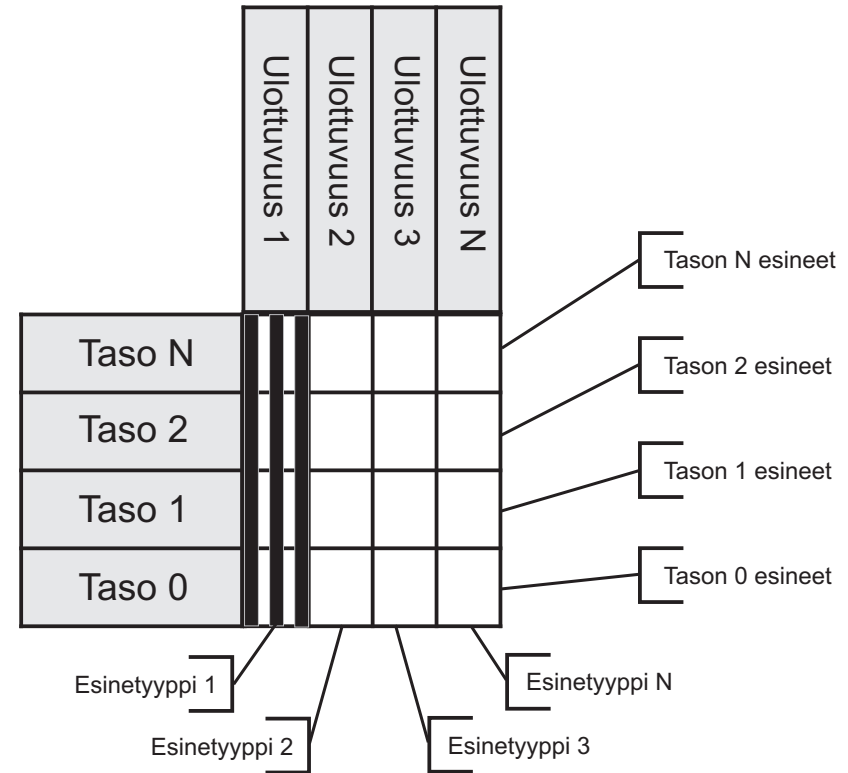 Ulottuvuus 1
Ulottuvuus 2
Ulottuvuus 3
Ulottuvuus N
Tason N esineet
Taso N
Tason 2 esineet
Taso 2
Tason 1 esineet
Taso 1
Tason 0 esineet
Taso 0
Esinetyyppi 1
Esinetyyppi N
Esinetyyppi 2
Esinetyyppi 3